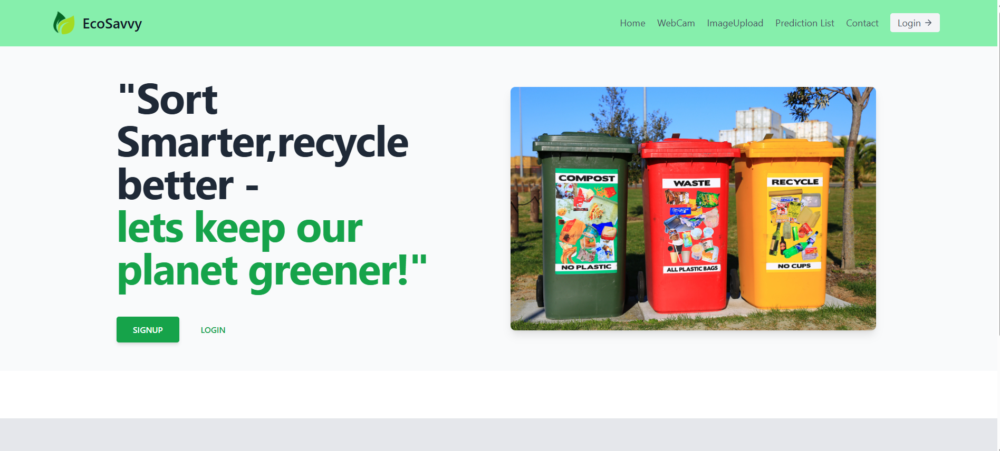 EcoSavvy
Home WebCam ImageUpload Prediction List Contact Login →
"Sort
Smarter,recycle
better -
lets keep our
planet greener!"
SIGNUP LOGIN
COMPOST
NO PLASTIC
WASTE
ALL PLASTIC BAGS
RECYCLE
HERALD
NO CUPS